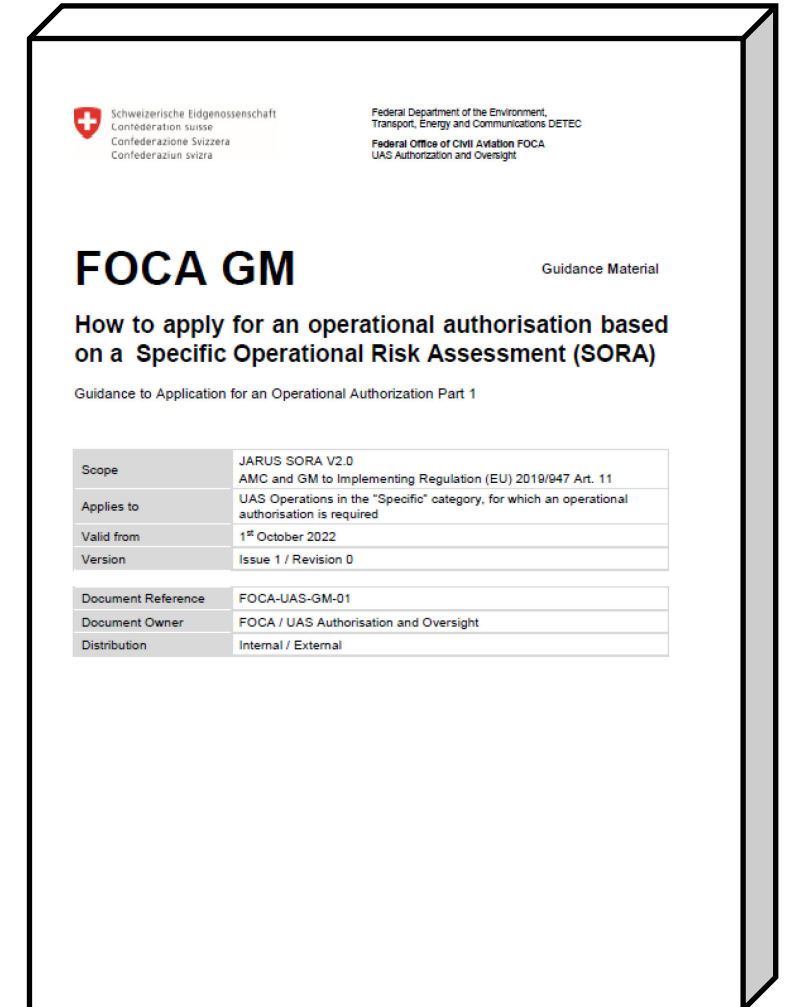 Schweizerische Eidgenossenschaft
Confédération suisse
Confederazione Svizzera
Confederaziun svizra
Federal Department of the Environment,
Transport, Energy and Communications DETEC
Federal Office of Civil Aviation FOCA
UAS Authorization and Oversight
FOCA GM
Guidance Material
How to apply for an operational authorisation based
on a Specific Operational Risk Assessment (SORA)
Guidance to Application for an Operational Authorization Part 1
Scope
JARUS SORA V2.0
AMC and GM to Implementing Regulation (EU) 2019/947 Art. 11
Applies to
UAS Operations in the "Specific" category, for which an operational
authorisation is required
Valid from
1st October 2022
Version
Issue 1 / Revision 0
Document Reference
FOCA-UAS-GM-01
Document Owner
FOCA / UAS Authorisation and Oversight
Distribution
Internal / External